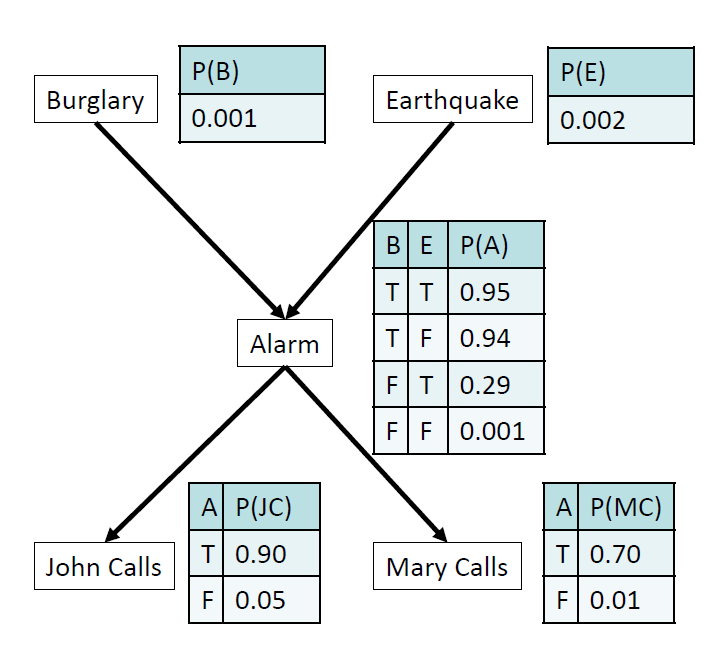 P(B)
P(E)
Burglary
Earthquake
0.001
0.002
B E P(A)
T T 0.95
T F 0.94
Alarm
F T 0.29
F F 0.001
A P(JC)
A P(MC)
John Calls
T 0.90
Mary Calls
T 0.70
F 0.05
F 0.01